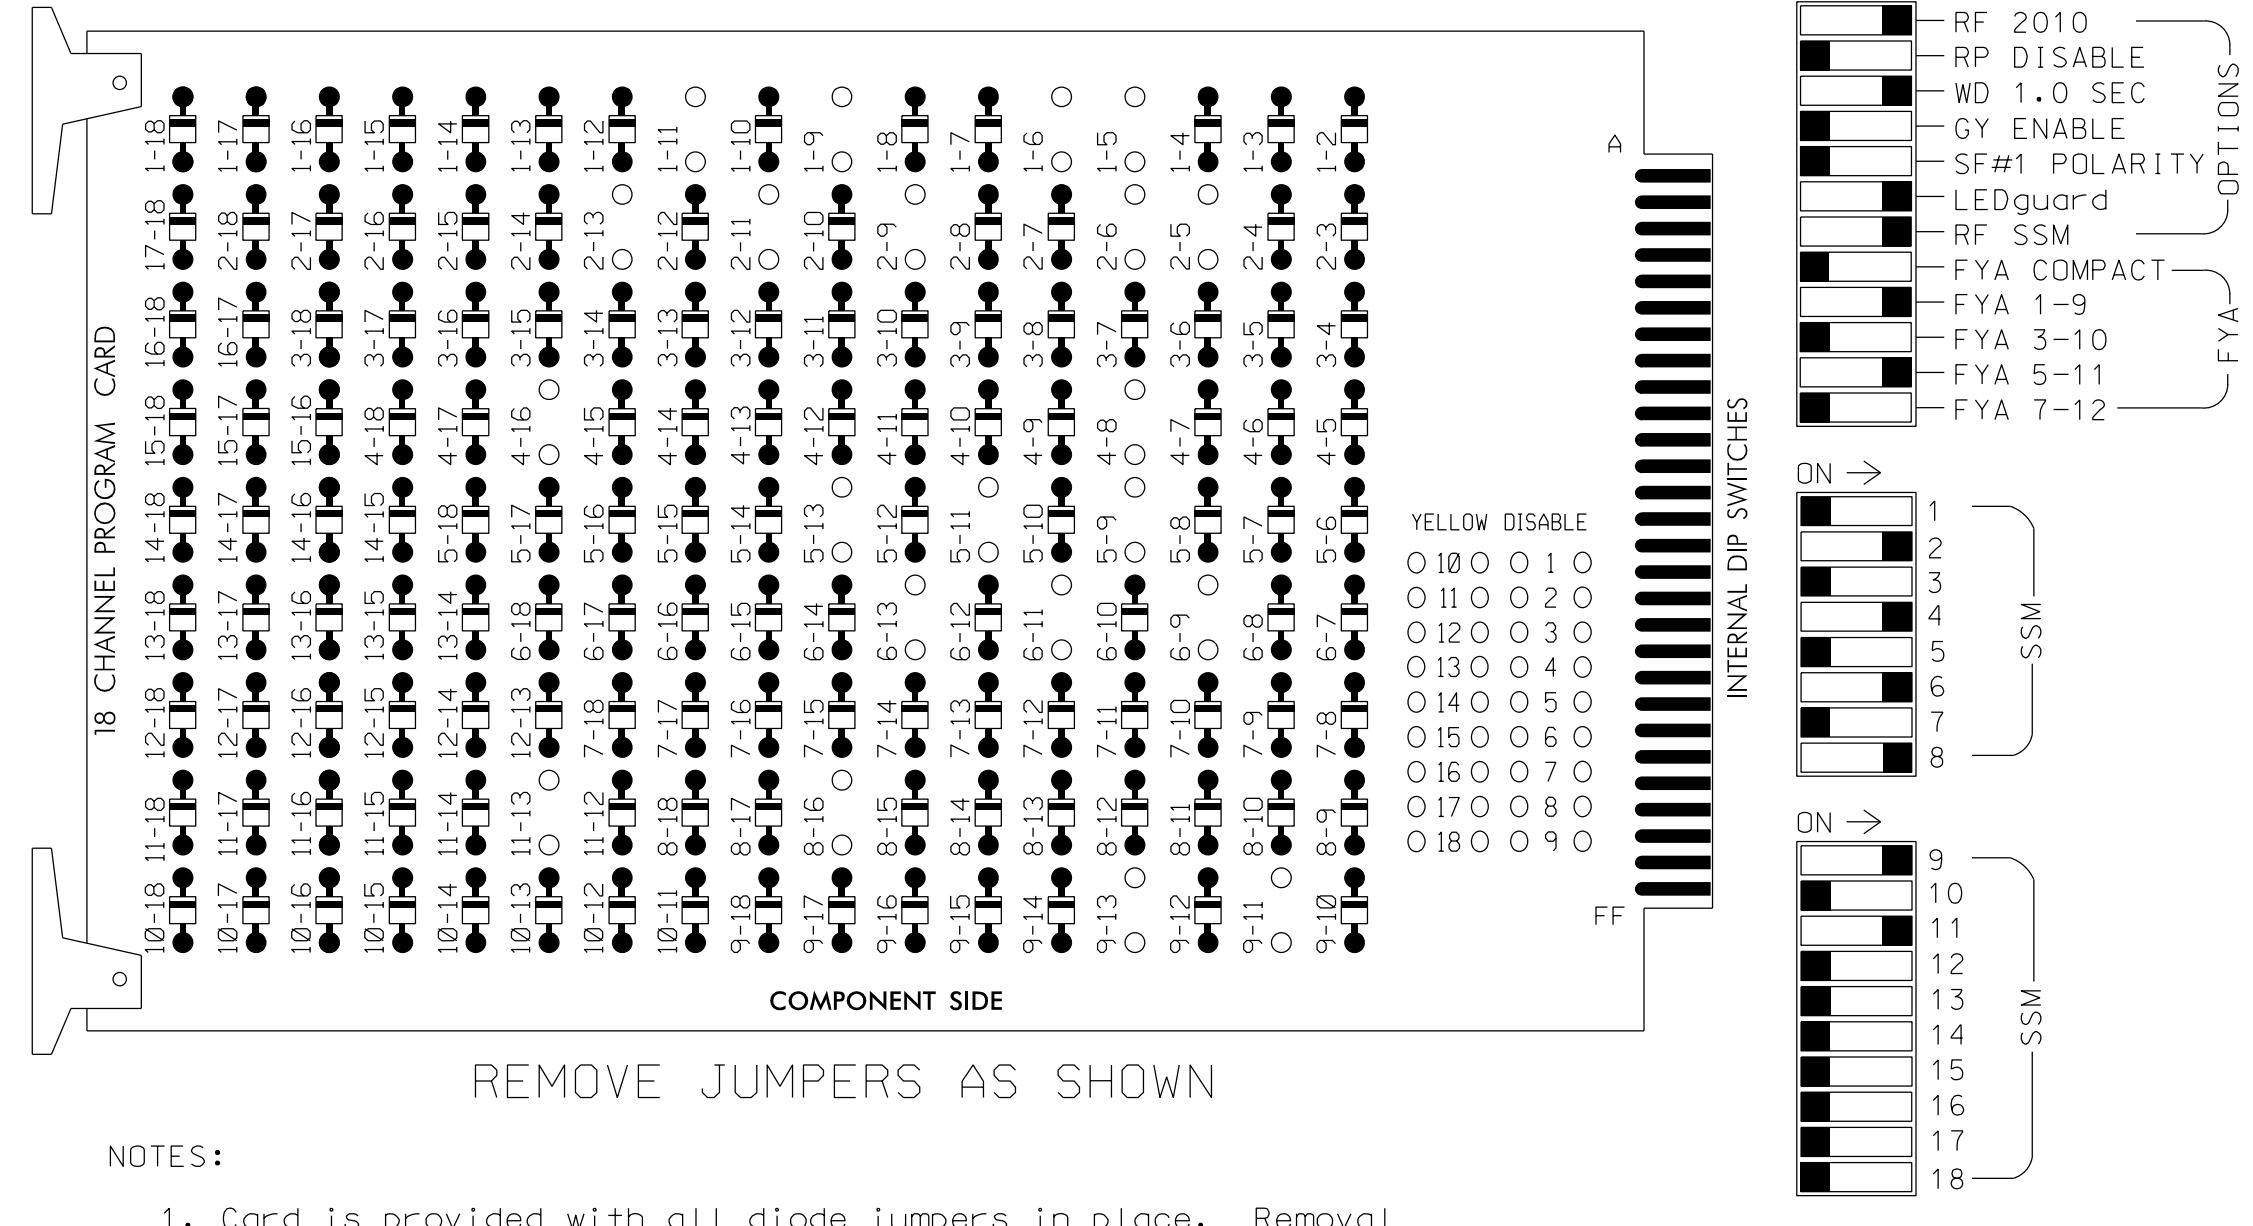 1-18 1-17 1-16 1-15 1-14 1-13 1-12 1-11 1-10 1-9 1-8 1-7 1-6 1-5 1-4 1-3 1-2
17-18 2-18 2-17 2-16 2-15 2-14 2-13 2-12 2-11 2-10 2-9 2-8 2-7 2-6 2-5 2-4 2-3
16-18 16-17 3-18 3-17 3-16 3-15 3-14 3-13 3-12 3-11 3-10 3-9 3-8 3-7 3-6 3-5 3-4
15-18 15-17 15-16 4-18 4-17 4-16 4-15 4-14 4-13 4-12 4-11 4-10 4-9 4-8 4-7 4-6 4-5
14-18 14-17 14-16 14-15 5-18 5-17 5-16 5-15 5-14 5-13 5-12 5-11 5-10 5-9 5-8 5-7 5-6
13-18 13-17 13-16 13-15 13-14 6-18 6-17 6-16 6-15 6-14 6-13 6-12 6-11 6-10 6-9 6-8 6-7
12-18 12-17 12-16 12-15 12-14 12-13 7-18 7-17 7-16 7-15 7-14 7-13 7-12 7-11 7-10 7-9 7-8
11-18 11-17 11-16 11-15 11-14 11-13 11-12 8-18 8-17 8-16 8-15 8-14 8-13 8-12 8-11 8-10 8-9
10-18 10-17 10-16 10-15 10-14 10-13 10-12 10-11 9-18 9-17 9-16 9-15 9-14 9-13 9-12 9-11 9-10
18 CHANNEL PROGRAM CARD
A
FF
YELLOW DISABLE
10 1
11 2
12 3
13 4
14 5
15 6
16 7
17 8
18 9
COMPONENT SIDE
INTERNAL DIP SWITCHES
RF 2010
RP DISABLE
WD 1.0 SEC
GY ENABLE
SF#1 POLARITY
LEDguard
RF SSM
OPTIONS
FYA COMPACT
FYA 1-9
FYA 3-10
FYA 5-11
FYA 7-12
FYA
ON →
1
2
3
4
5
6
7
8
SSM
ON →
9
10
11
12
13
14
15
16
17
18
SSM
REMOVE JUMPERS AS SHOWN
NOTES:
1. Card is provided with all diode jumpers in place. Removal